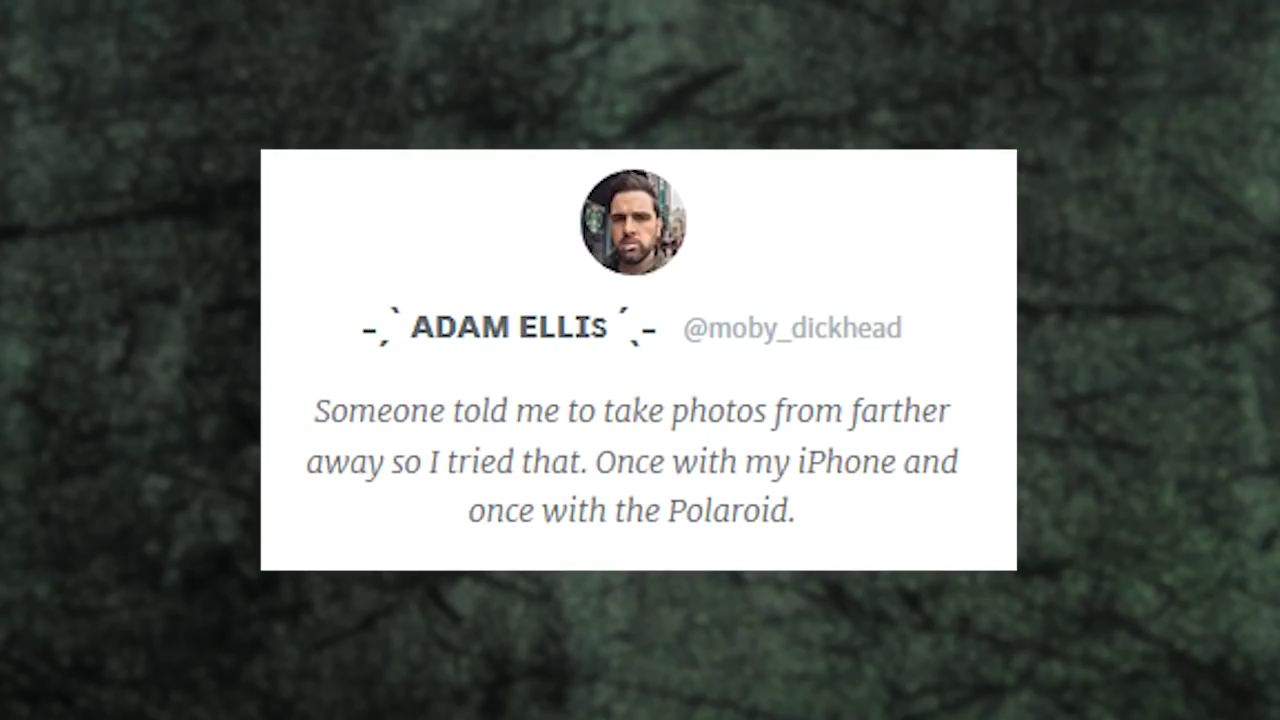 -ˏˋ ADAM ELLIS ˊˎ- @moby_dickhead
Someone told me to take photos from farther
away so I tried that. Once with my iPhone and
once with the Polaroid.